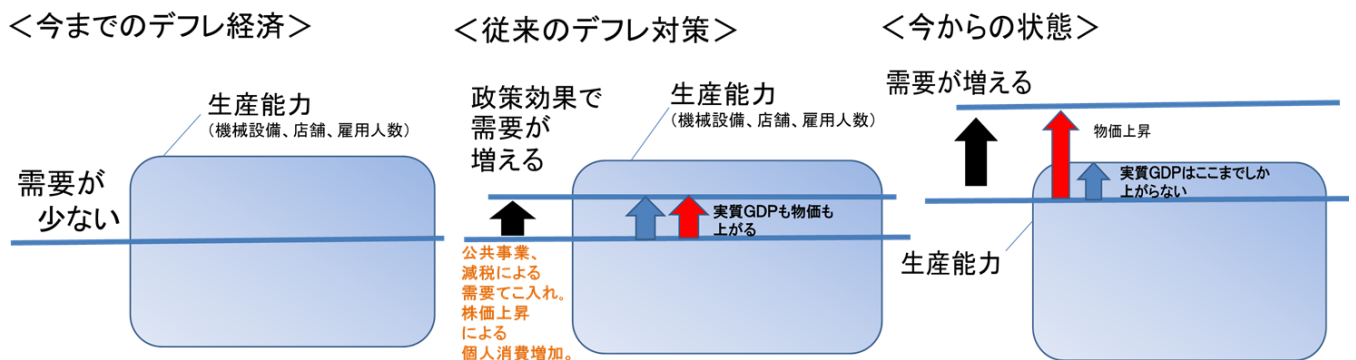 ＜今までのデフレ経済＞
生産能力
（機械設備、店舗、雇用人数）
需要が
少ない
＜従来のデフレ対策＞
政策効果で
需要が
増える
生産能力
（機械設備、店舗、雇用人数）
実質GDPも物価も
上がる
公共事業、
減税による
需要てこ入れ。
株価上昇
による
個人消費増加。
＜今からの状態＞
需要が増える
物価上昇
実質GDPはここまでしか
上がらない
生産能力